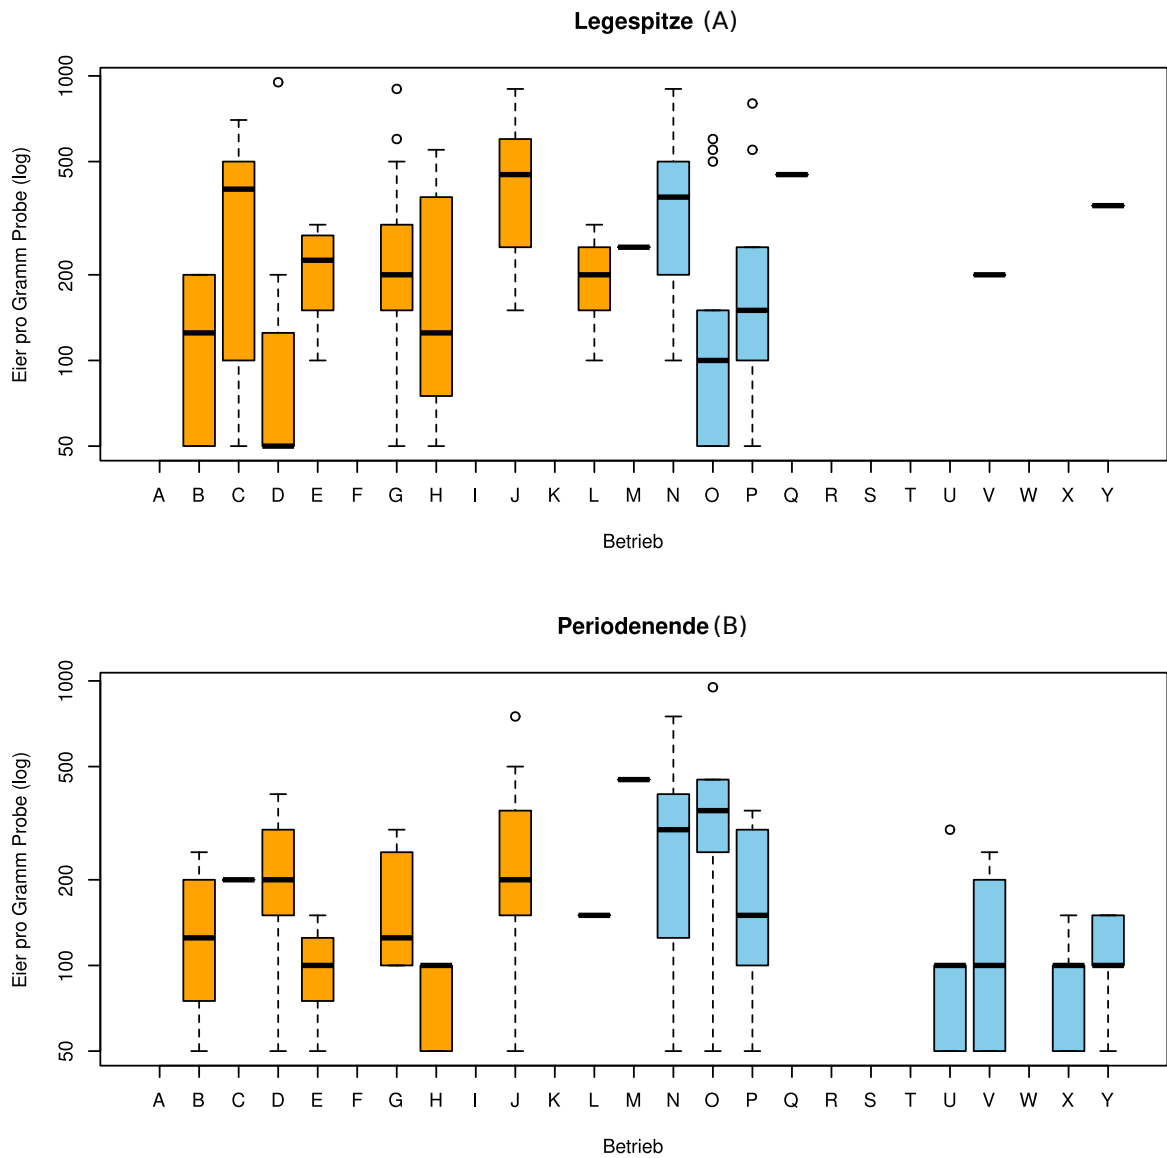 Legespitze (A)
Eier pro Gramm Probe (log)
1000
500
200
100
50
A B C D E F G H I J K L M N O P Q R S T U V W X Y
Betrieb
Periodenende (B)
Eier pro Gramm Probe (log)
1000
500
200
100
50
A B C D E F G H I J K L M N O P Q R S T U V W X Y
Betrieb